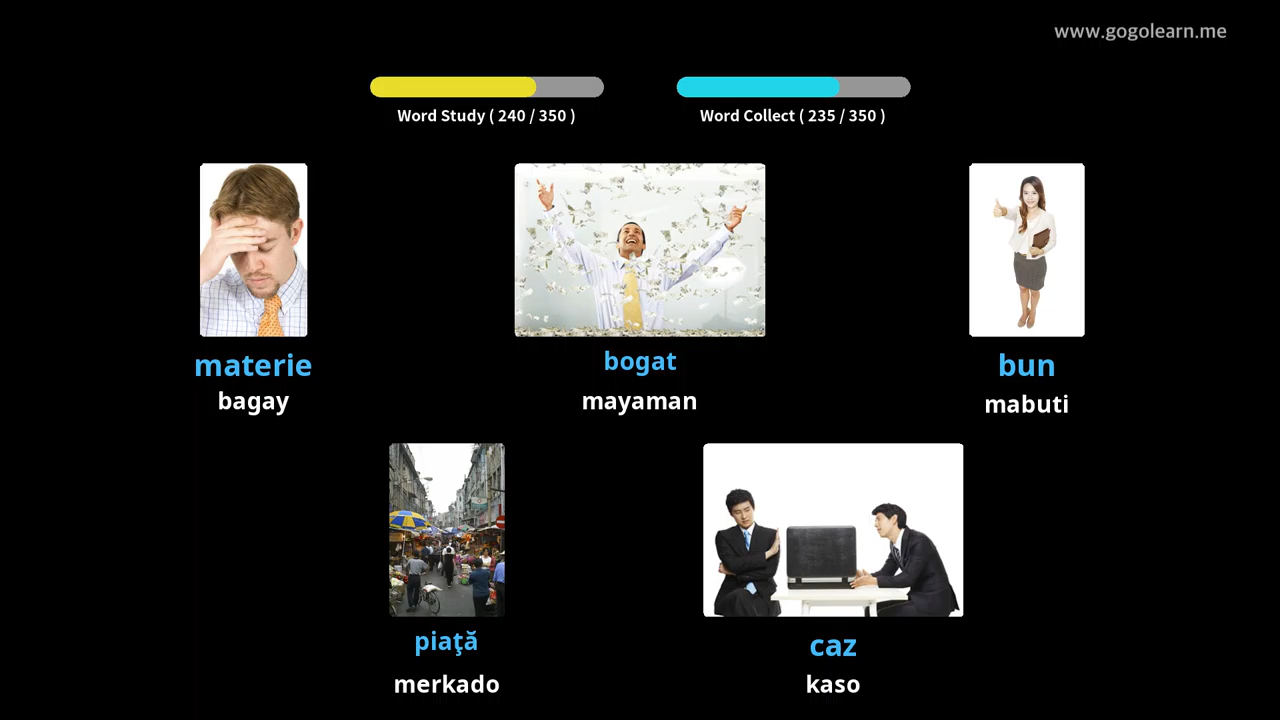 www.gogolearn.me
Word Study ( 240 / 350 )
Word Collect ( 235 / 350 )
materie
bagay
bogat
mayaman
bun
mabuti
piaţă
merkado
caz
kaso